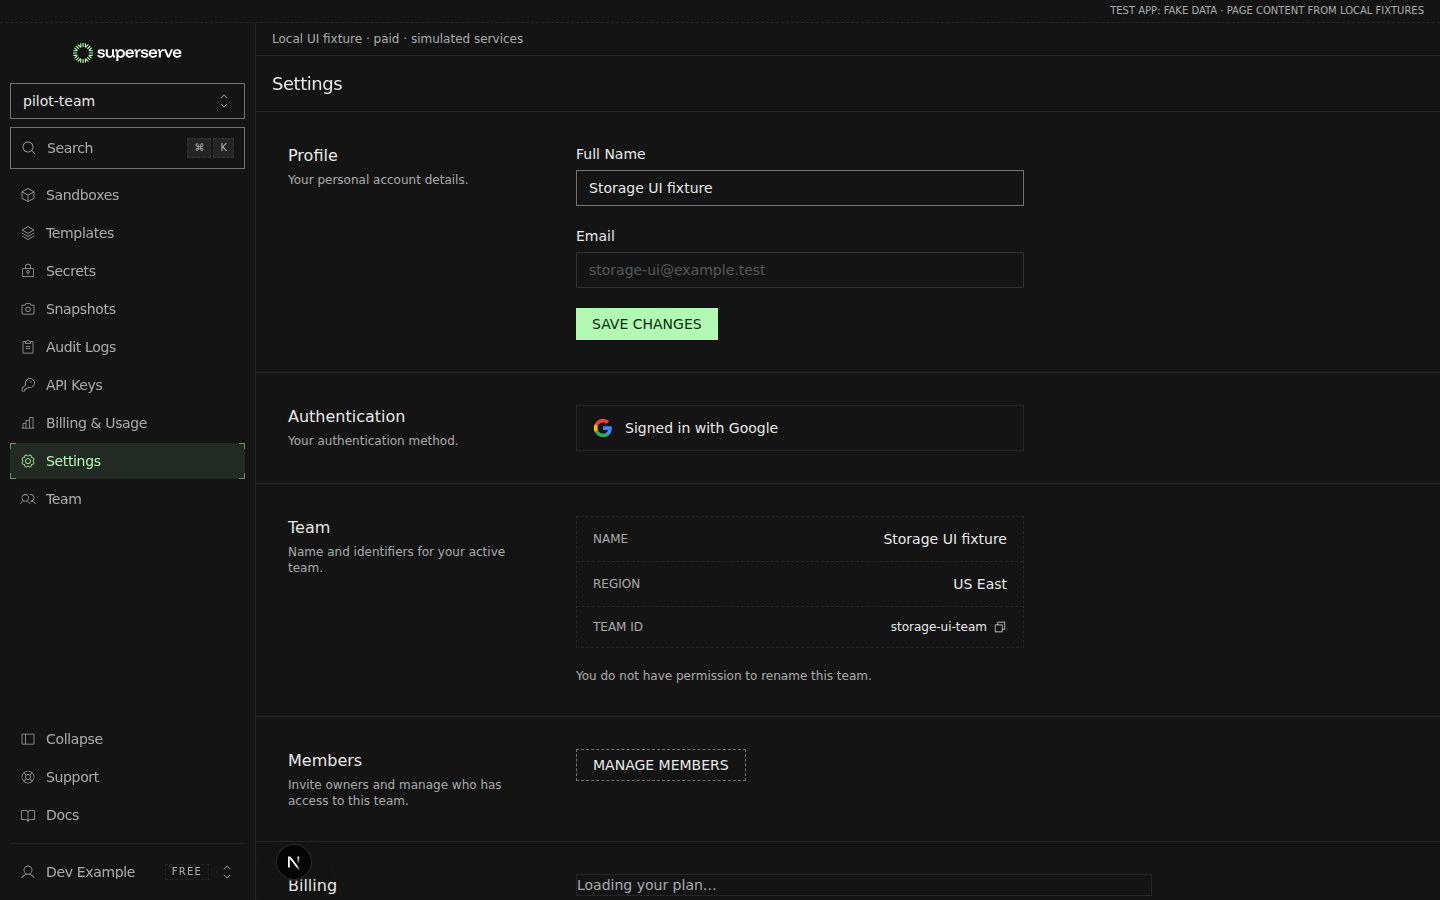 TEST APP: FAKE DATA · PAGE CONTENT FROM LOCAL FIXTURES
superserve
pilot-team
Search ⌘ K
Sandboxes
Templates
Secrets
Snapshots
Audit Logs
API Keys
Billing & Usage
Settings
Team
Collapse
Support
Docs
Dev Example FREE
Local UI fixture · paid · simulated services
Settings
Profile
Your personal account details.
Full Name
Storage UI fixture
Email
storage-ui@example.test
SAVE CHANGES
Authentication
Your authentication method.
Signed in with Google
Team
Name and identifiers for your active
team.
NAME Storage UI fixture
REGION US East
TEAM ID storage-ui-team
You do not have permission to rename this team.
Members
Invite owners and manage who has
access to this team.
MANAGE MEMBERS
N
Billing
Loading your plan...